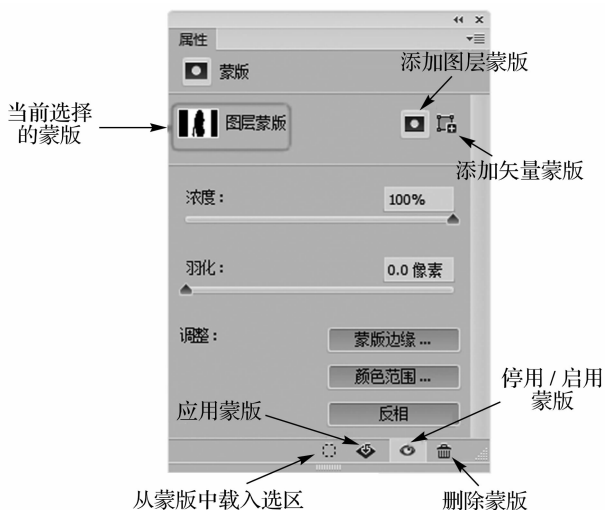 属性
蒙版
添加图层蒙版
当前选择
的蒙版
图层蒙版
添加矢量蒙版
浓度：
100%
羽化：
0.0 像素
调整：
蒙版边缘...
颜色范围...
反相
停用 / 启用
蒙版
应用蒙版
从蒙版中载入选区
删除蒙版